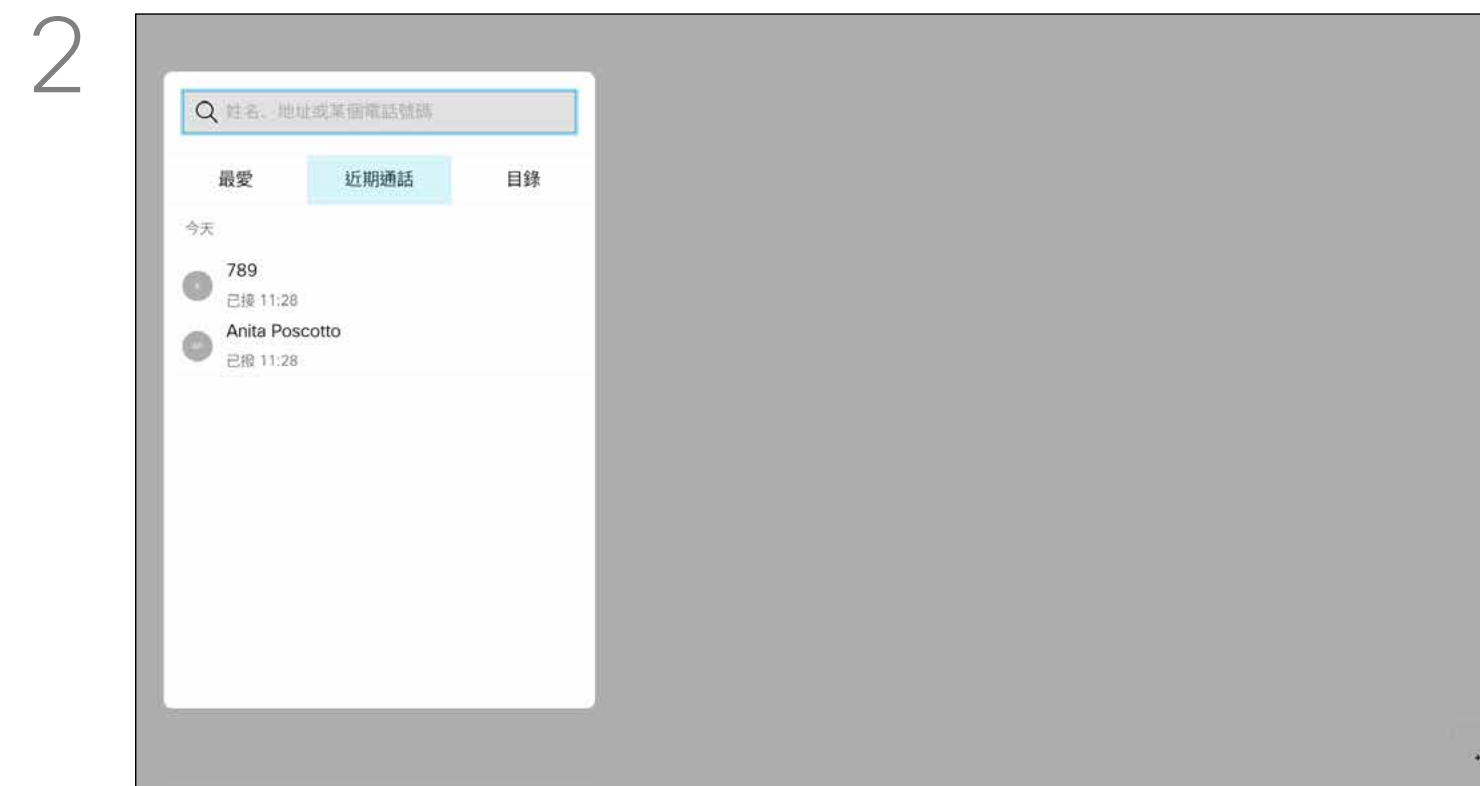 2
姓名、地址或某個電話號碼
最愛 近期通話 目錄
今天
789
已接 11:28
Anita Poscotto
已撥 11:28